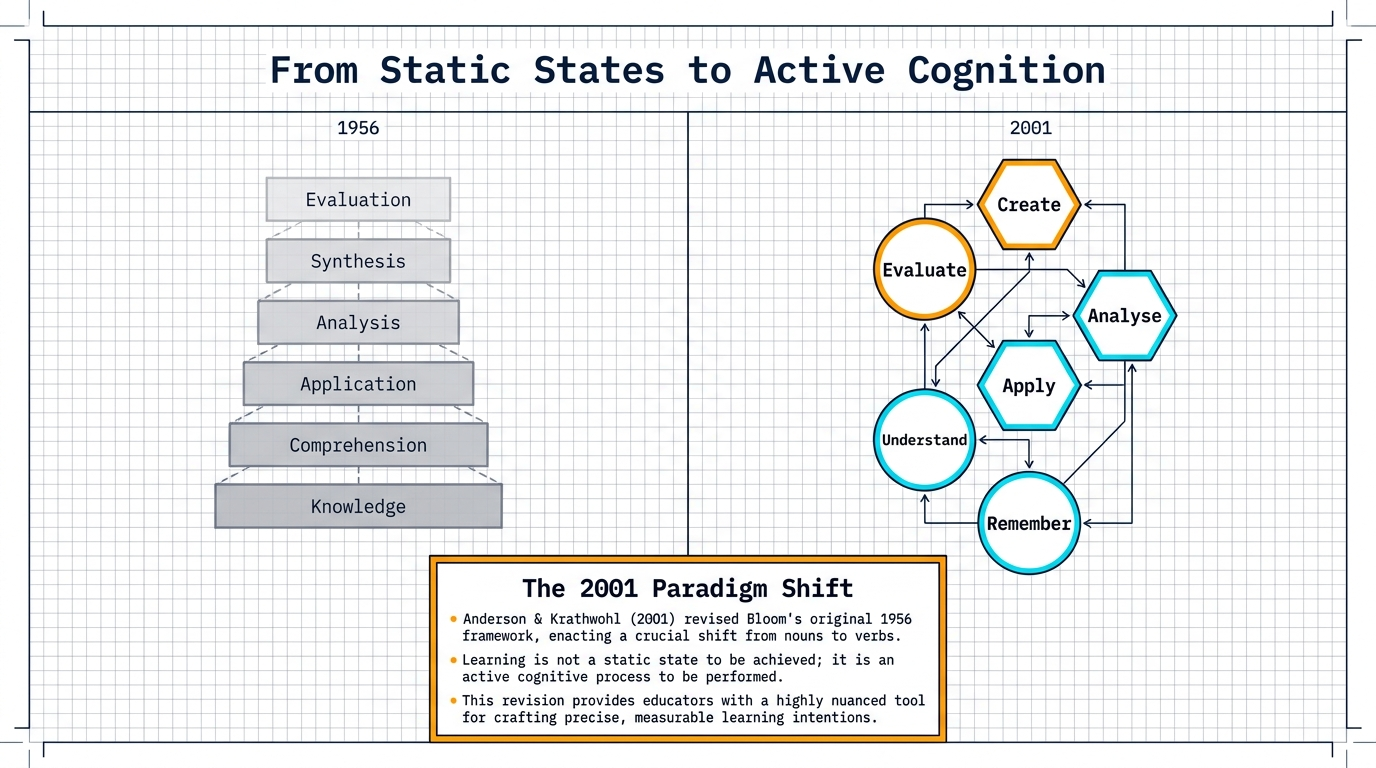 From Static States to Active Cognition
1956
Evaluation
Synthesis
Analysis
Application
Comprehension
Knowledge
2001
Create
Evaluate
Analyse
Apply
Understand
Remember
The 2001 Paradigm Shift
• Anderson & Krathwohl (2001) revised Bloom's original 1956
framework, enacting a crucial shift from nouns to verbs.
• Learning is not a static state to be achieved; it is an
active cognitive process to be performed.
• This revision provides educators with a highly nuanced tool
for crafting precise, measurable learning intentions.